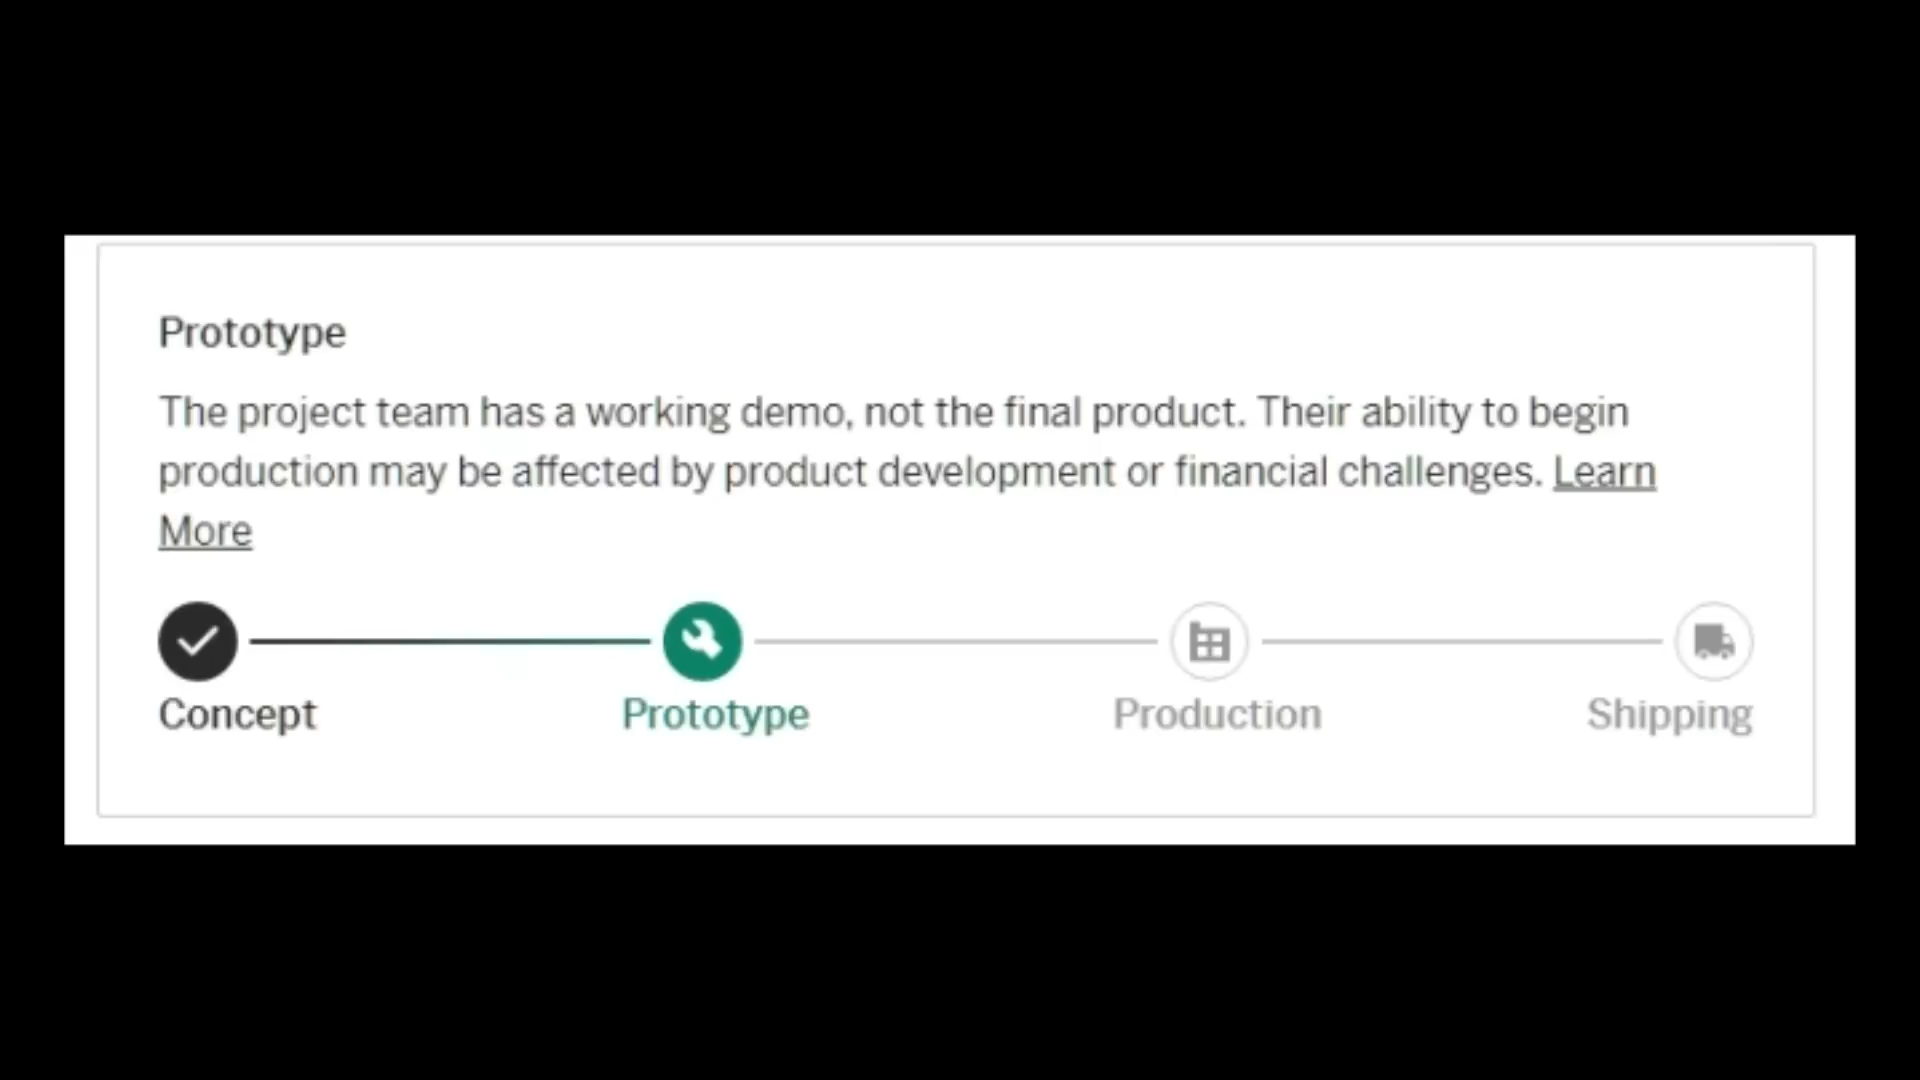 Prototype
The project team has a working demo, not the final product. Their ability to begin
production may be affected by product development or financial challenges. Learn
More
Concept
Prototype
Production
Shipping